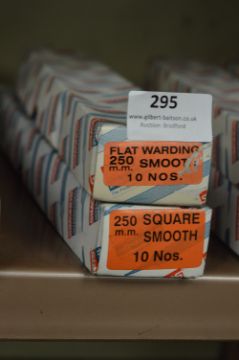 295
www.gilbert-baitson.co.uk
Auction Bradford
FLAT WARDING
250 m.m. SMOOTH
10 NOS.
250 SQUARE
m.m. SMOOTH
10 Nos.